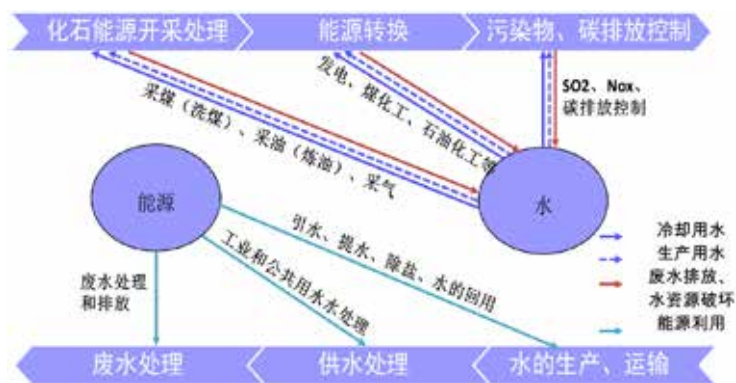 化石能源开采处理
能源转换
污染物、碳排放控制
SO2、Nox、
碳排放控制
发电、煤化工、石油化工等
采煤（洗煤）、采油（炼油）、采气
能源
水
引水、提水、除盐、水的回用
工业和公共用水水处理
废水处理
和排放
冷却用水
生产用水
废水排放、
水资源破坏
能源利用
废水处理
供水处理
水的生产、运输